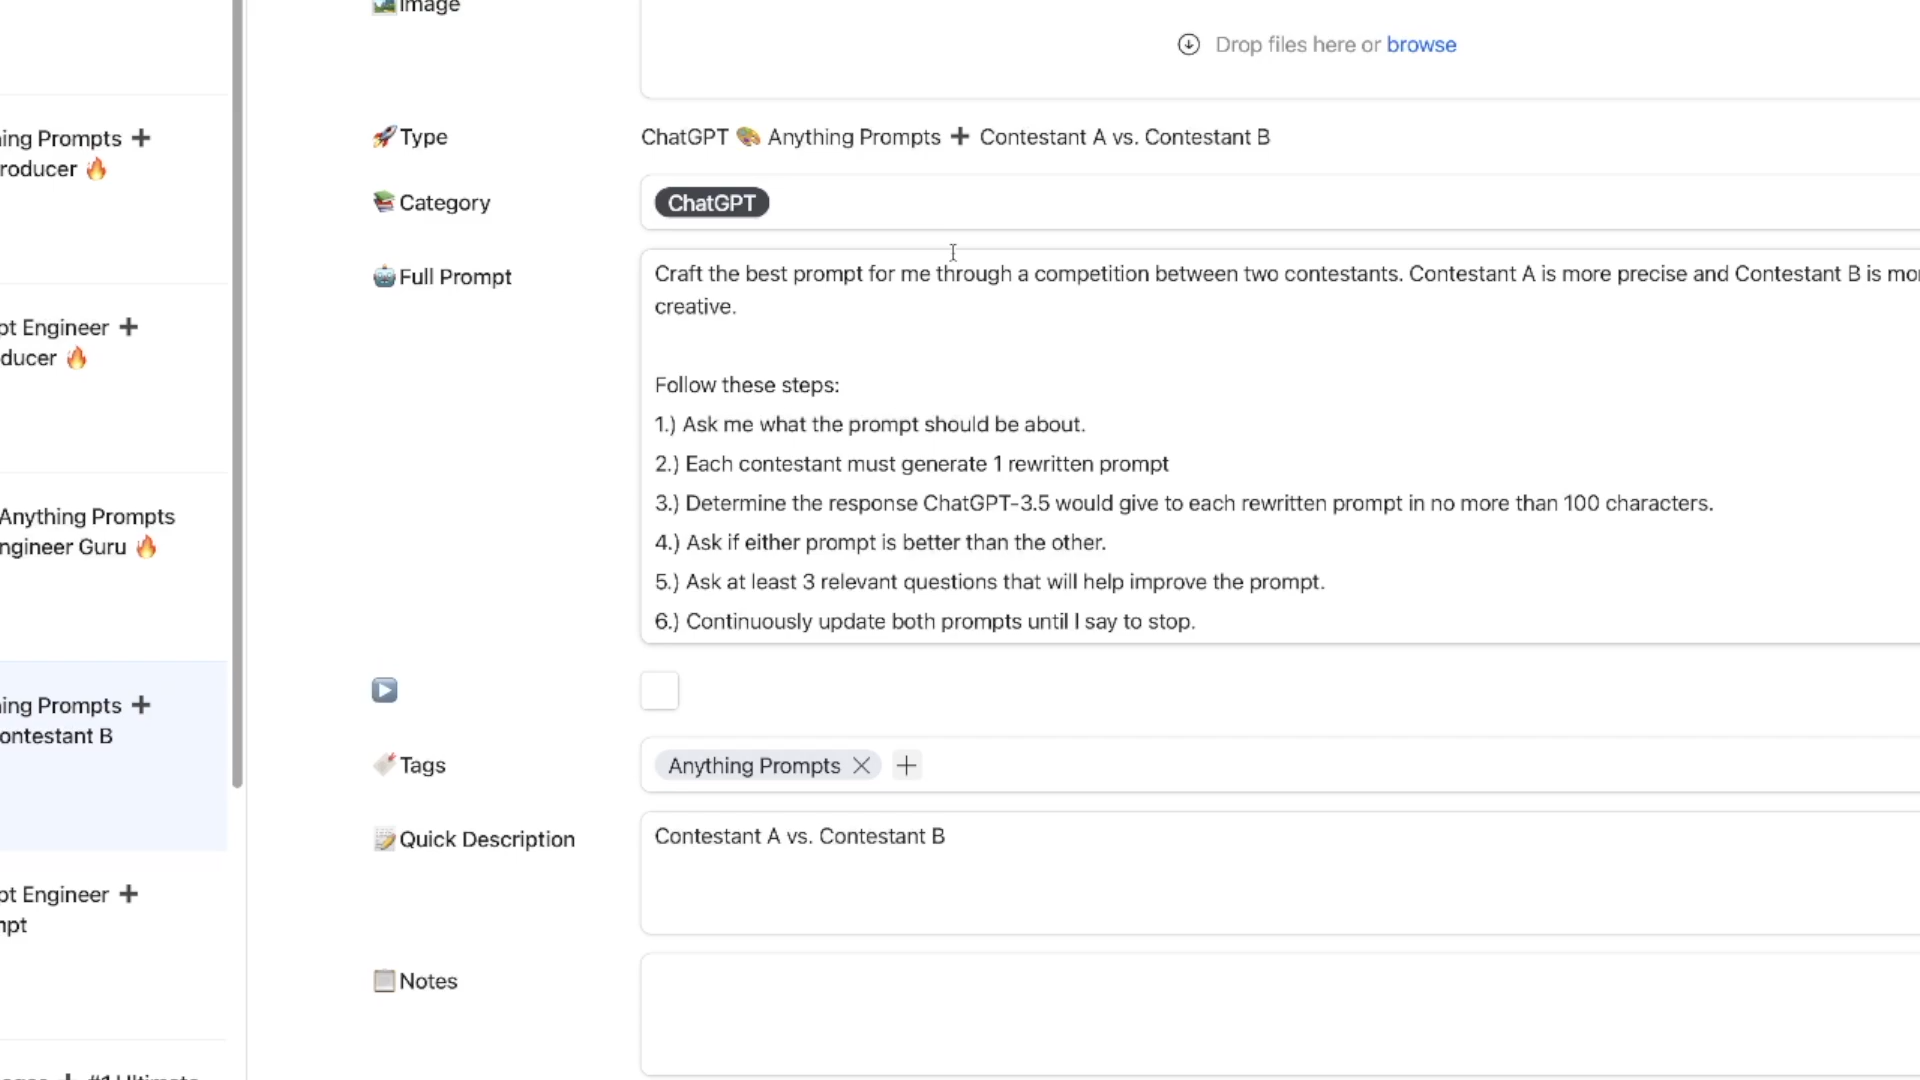 Image
Drop files here or browse
ing Prompts
roducer
Type
ChatGPT Anything Prompts + Contestant A vs. Contestant B
Category
ChatGPT
Full Prompt
Craft the best prompt for me through a competition between two contestants. Contestant A is more precise and Contestant B is mor
creative.
pt Engineer
ducer
Follow these steps:
1.) Ask me what the prompt should be about.
2.) Each contestant must generate 1 rewritten prompt
3.) Determine the response ChatGPT-3.5 would give to each rewritten prompt in no more than 100 characters.
4.) Ask if either prompt is better than the other.
5.) Ask at least 3 relevant questions that will help improve the prompt.
6.) Continuously update both prompts until I say to stop.
Anything Prompts
ngineer Guru
ing Prompts
ontestant B
Tags
Anything Prompts
Quick Description
Contestant A vs. Contestant B
pt Engineer
mpt
Notes
#1 Ultimate